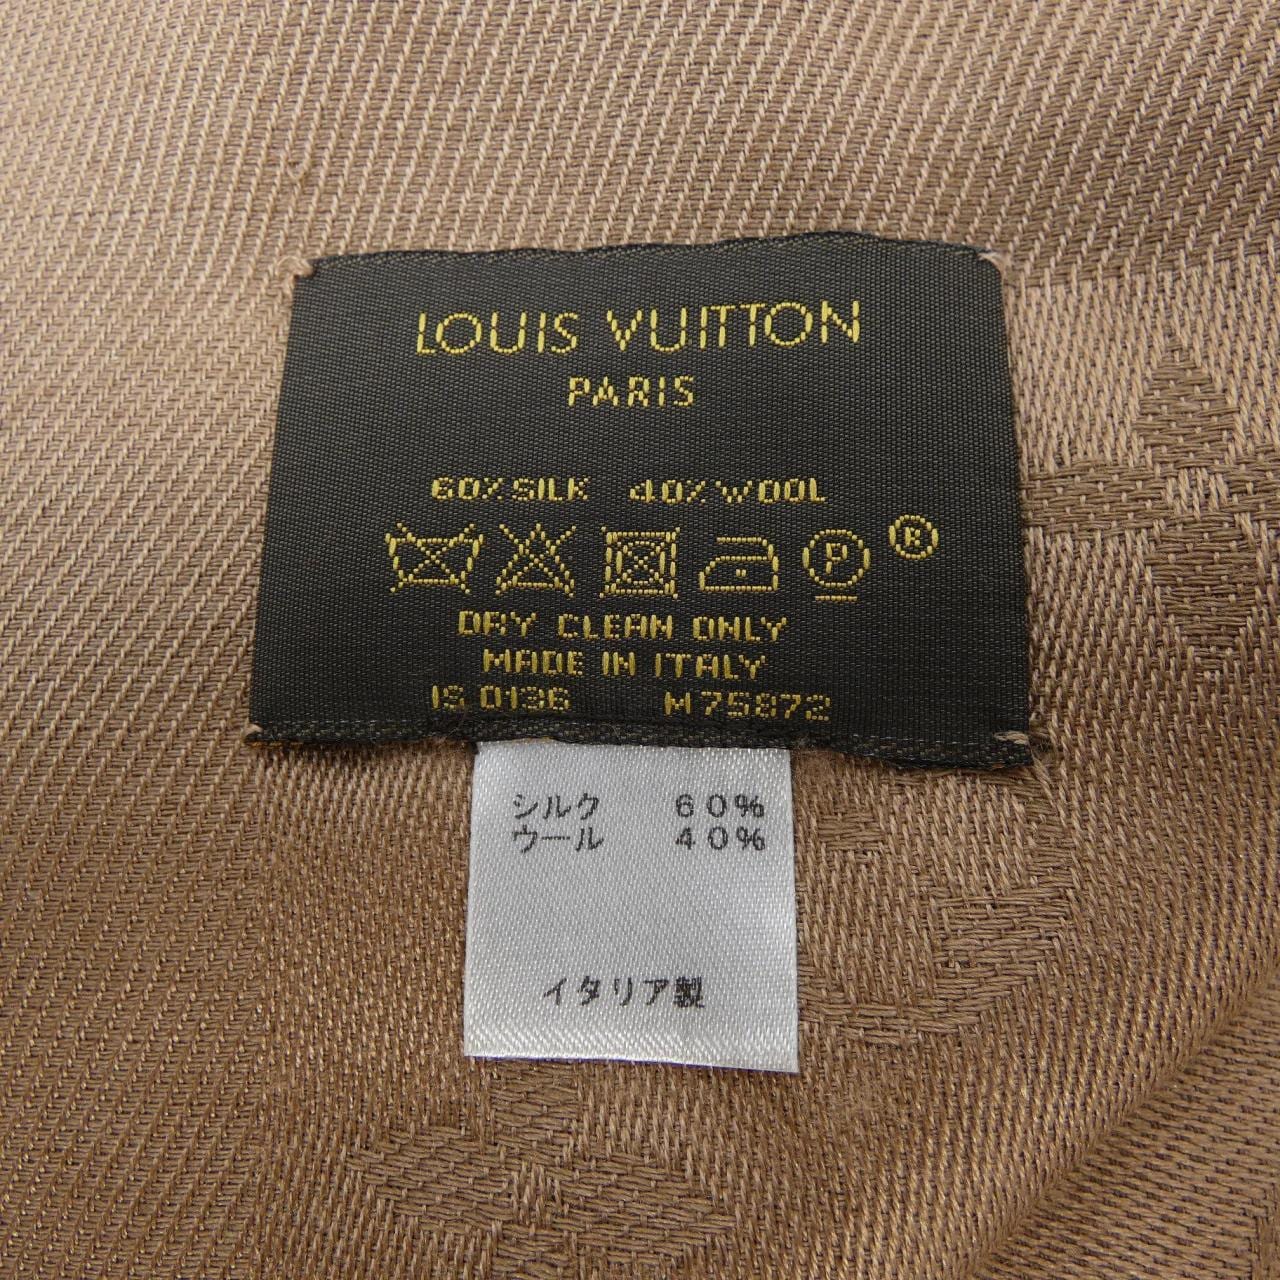 LOUIS VUITTON
PARIS
60% SILK 40% WOOL
P ®
DRY CLEAN ONLY
MADE IN ITALY
IS 0136 M75872
シルク 60%
ウール 40%
イタリア製